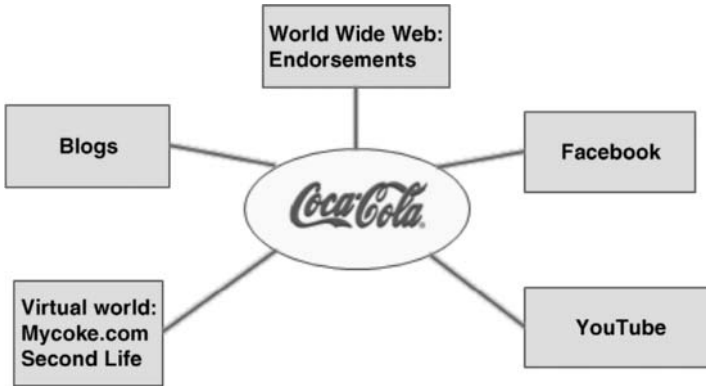 World Wide Web:
Endorsements
Blogs
Facebook
Coca-Cola
Virtual world:
Mycoke.com
Second Life
YouTube